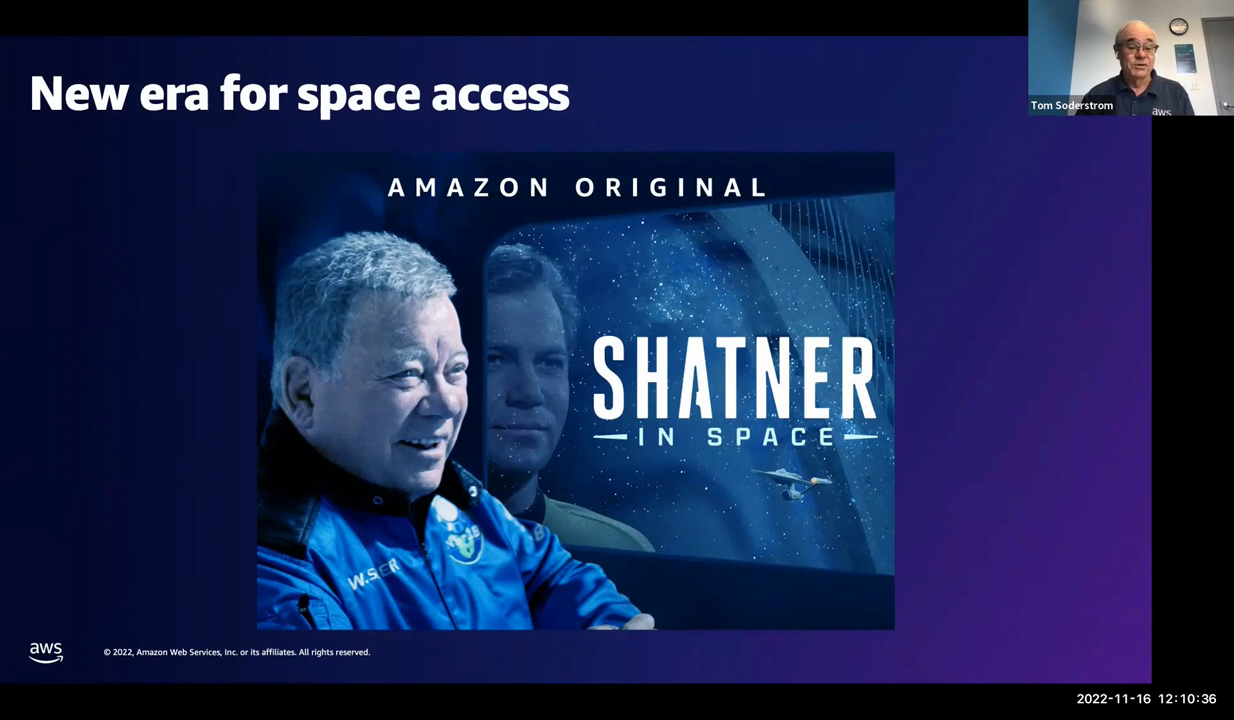 New era for space access
Tom Soderstrom
aws
AMAZON ORIGINAL
SHATNER
IN SPACE
aws
© 2022, Amazon Web Services, Inc. or its affiliates. All rights reserved.
2022-11-16 12:10:36